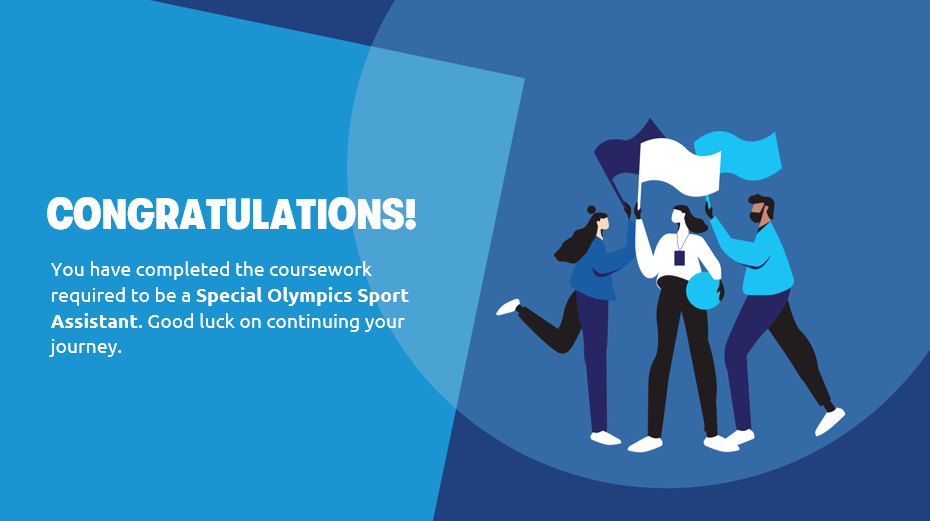 CONGRATULATIONS!
You have completed the coursework
required to be a Special Olympics Sport
Assistant. Good luck on continuing your
journey.